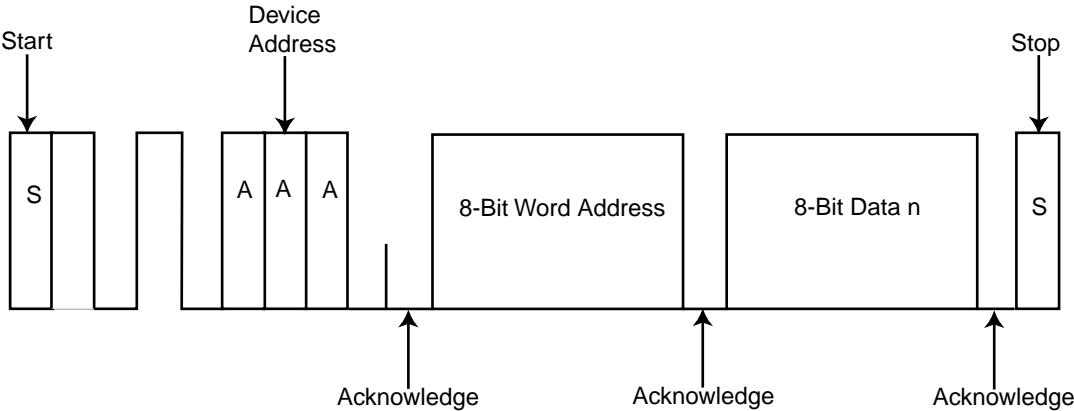 Start
Device
Address
Stop
S
A
A
A
8-Bit Word Address
8-Bit Data n
S
Acknowledge
Acknowledge
Acknowledge